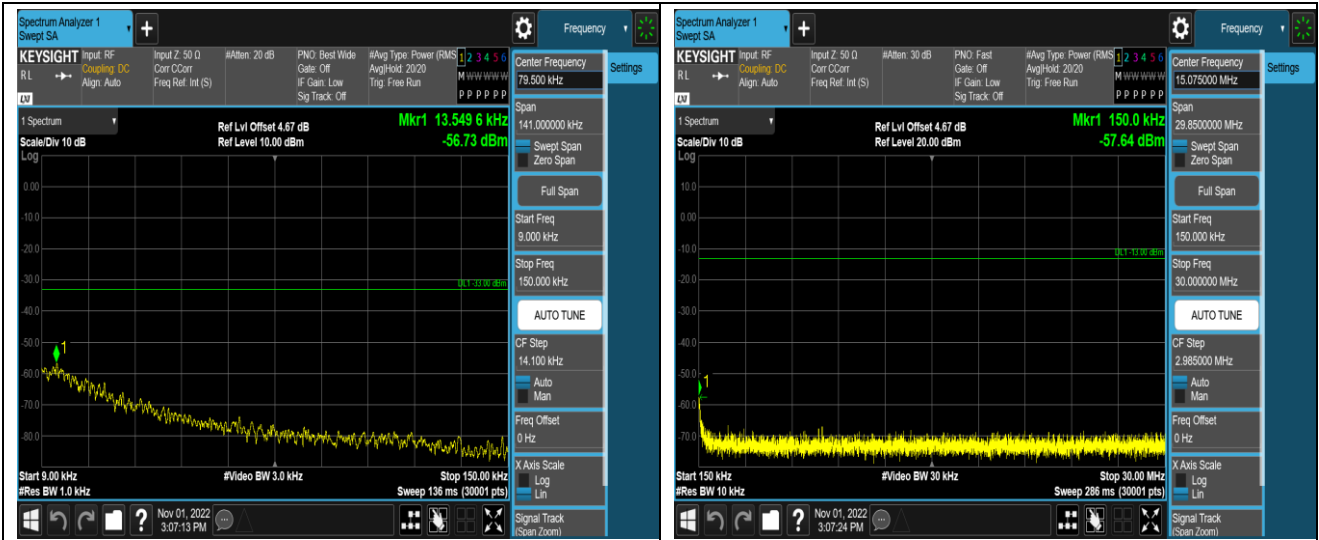 Spectrum Analyzer 1
Swept SA
+
Frequency
KEYSIGHT
Input: RF
Coupling: DC
Align: Auto
Input Z: 50 Ω
Corr CCorr
Freq Ref: Int (S)
#Atten: 20 dB
PNO: Best Wide
Gate: Off
IF Gain: Low
Sig Track: Off
#Avg Type: Power (RMS
Avg|Hold: 20/20
Trig: Free Run
1 2 3 4 5 6
M W W W W W
P P P P P P
RL
LXI
Center Frequency
79.500 kHz
Settings
1 Spectrum
Scale/Div 10 dB
Ref Lvl Offset 4.67 dB
Ref Level 10.00 dBm
Mkr1 13.549 6 kHz
-56.73 dBm
Log
0.00
-10.0
-20.0
-30.0
-40.0
-50.0
-60.0
-70.0
-80.0
DL1 -33.00 dBm
1
Span
141.000000 kHz
Swept Span
Zero Span
Full Span
Start Freq
9.000 kHz
Stop Freq
150.000 kHz
AUTO TUNE
CF Step
14.100 kHz
Auto
Man
Freq Offset
0 Hz
X Axis Scale
Log
Lin
Signal Track
(Span Zoom)
Start 9.00 kHz
#Res BW 1.0 kHz
#Video BW 3.0 kHz
Stop 150.00 kHz
Sweep 136 ms (30001 pts)
?
Nov 01, 2022
3:07:13 PM
Spectrum Analyzer 1
Swept SA
+
Frequency
KEYSIGHT
Input: RF
Coupling: DC
Align: Auto
Input Z: 50 Ω
Corr CCorr
Freq Ref: Int (S)
#Atten: 30 dB
PNO: Fast
Gate: Off
IF Gain: Low
Sig Track: Off
#Avg Type: Power (RMS
Avg|Hold: 20/20
Trig: Free Run
1 2 3 4 5 6
M W W W W W
P P P P P P
RL
LXI
Center Frequency
15.075000 MHz
Settings
1 Spectrum
Scale/Div 10 dB
Ref Lvl Offset 4.67 dB
Ref Level 20.00 dBm
Mkr1 150.0 kHz
-57.64 dBm
Log
10.0
0.00
-10.0
-20.0
-30.0
-40.0
-50.0
-60.0
-70.0
DL1 -13.00 dBm
1
Span
29.8500000 MHz
Swept Span
Zero Span
Full Span
Start Freq
150.000 kHz
Stop Freq
30.000000 MHz
AUTO TUNE
CF Step
2.985000 MHz
Auto
Man
Freq Offset
0 Hz
X Axis Scale
Log
Lin
Signal Track
(Span Zoom)
Start 150 kHz
#Res BW 10 kHz
#Video BW 30 kHz
Stop 30.00 MHz
Sweep 286 ms (30001 pts)
?
Nov 01, 2022
3:07:24 PM